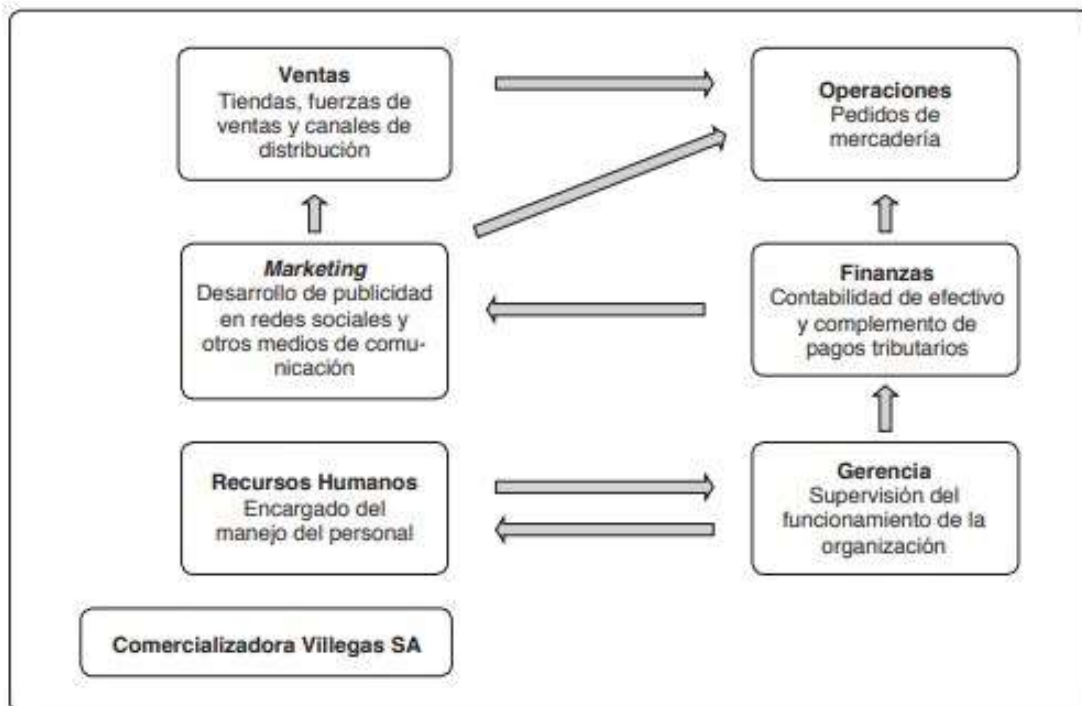 Ventas
Tiendas, fuerzas de
ventas y canales de
distribución
Operaciones
Pedidos de
mercadería
Marketing
Desarrollo de publicidad
en redes sociales y
otros medios de comu-
nicación
Finanzas
Contabilidad de efectivo
y complemento de
pagos tributarios
Recursos Humanos
Encargado del
manejo del personal
Gerencia
Supervisión del
funcionamiento de la
organización
Comercializadora Villegas SA